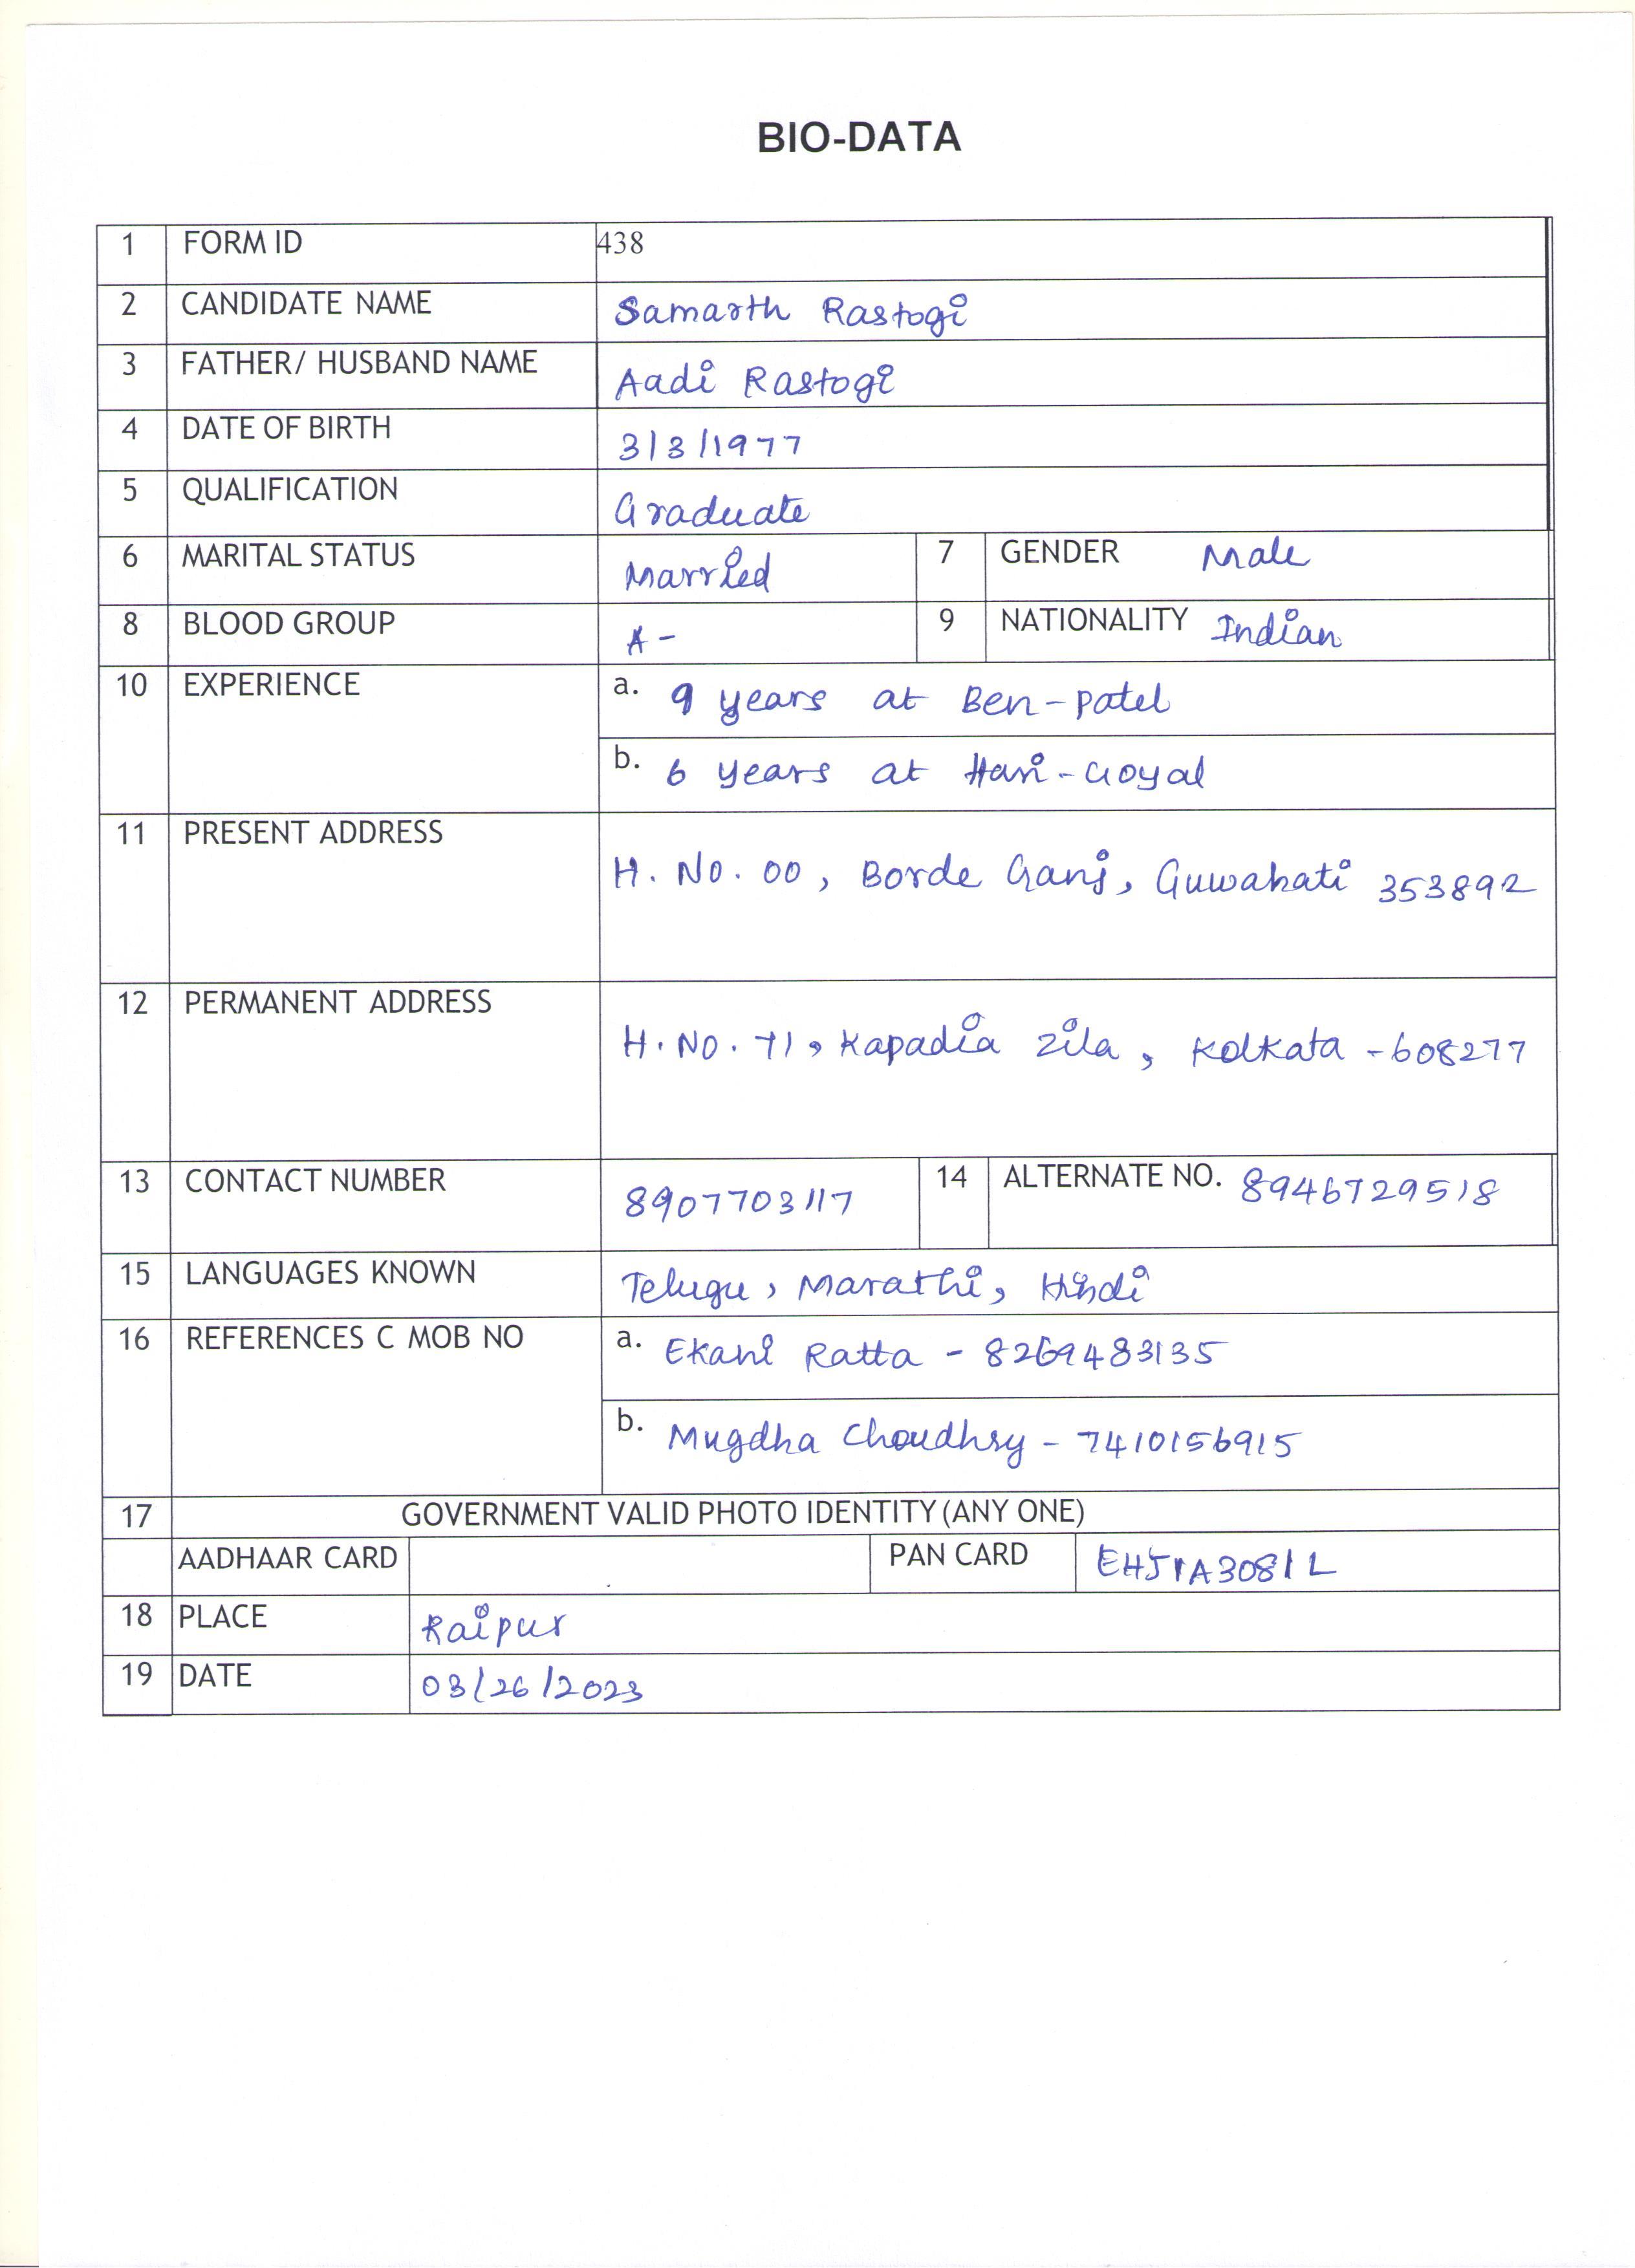 BIO-DATA
1 FORM ID 438
2 CANDIDATE NAME Samarth Rastogi
3 FATHER/ HUSBAND NAME Aadi Rastogi
4 DATE OF BIRTH 3/3/1977
5 QUALIFICATION Graduate
6 MARITAL STATUS Married 7 GENDER Male
8 BLOOD GROUP A- 9 NATIONALITY Indian
10 EXPERIENCE a. 9 years at Ben-Patel
b. 6 years at Hari-Goyal
11 PRESENT ADDRESS H. No. 00, Borde Ganj, Guwahati 353892
12 PERMANENT ADDRESS H. No. 71, Kapadia Zila, Kolkata - 608277
13 CONTACT NUMBER 8907703117 14 ALTERNATE NO. 8946729518
15 LANGUAGES KNOWN Telugu, Marathi, Hindi
16 REFERENCES C MOB NO a. Ekani Ratta - 8269483135
b. Mugdha Choudhry - 7410156915
17 GOVERNMENT VALID PHOTO IDENTITY (ANY ONE)
AADHAAR CARD PAN CARD
18 PLACE Raipur
19 DATE 03/26/2023